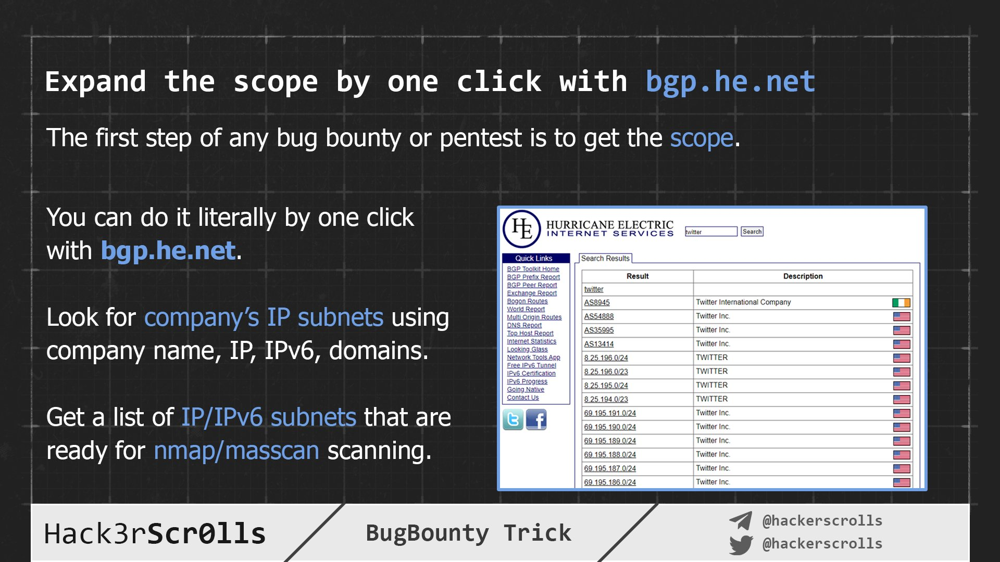 Expand the scope by one click with bgp.he.net
The first step of any bug bounty or pentest is to get the scope.
You can do it literally by one click
with bgp.he.net.
Look for company’s IP subnets using
company name, IP, IPv6, domains.
Get a list of IP/IPv6 subnets that are
ready for nmap/masscan scanning.
HE
HURRICANE ELECTRIC
INTERNET SERVICES
twitter Search
Quick Links
BGP Toolkit Home
BGP Prefix Report
BGP Peer Report
Exchange Report
Bogon Routes
World Report
Multi Origin Routes
DNS Report
Top Host Report
Internet Statistics
Looking Glass
Network Tools App
Free IPv6 Tunnel
IPv6 Certification
IPv6 Progress
Going Native
Contact Us
Search Results
Result Description
twitter
AS8945 Twitter International Company
AS54888 Twitter Inc.
AS35995 Twitter Inc.
AS13414 Twitter Inc.
8.25.196.0/24 TWITTER
8.25.196.0/23 TWITTER
8.25.195.0/24 TWITTER
8.25.194.0/23 TWITTER
69.195.191.0/24 Twitter Inc.
69.195.190.0/24 Twitter Inc.
69.195.189.0/24 Twitter Inc.
69.195.188.0/24 Twitter Inc.
69.195.187.0/24 Twitter Inc.
69.195.186.0/24 Twitter Inc.
Hack3rScr0lls
BugBounty Trick
@hackerscrolls
@hackerscrolls